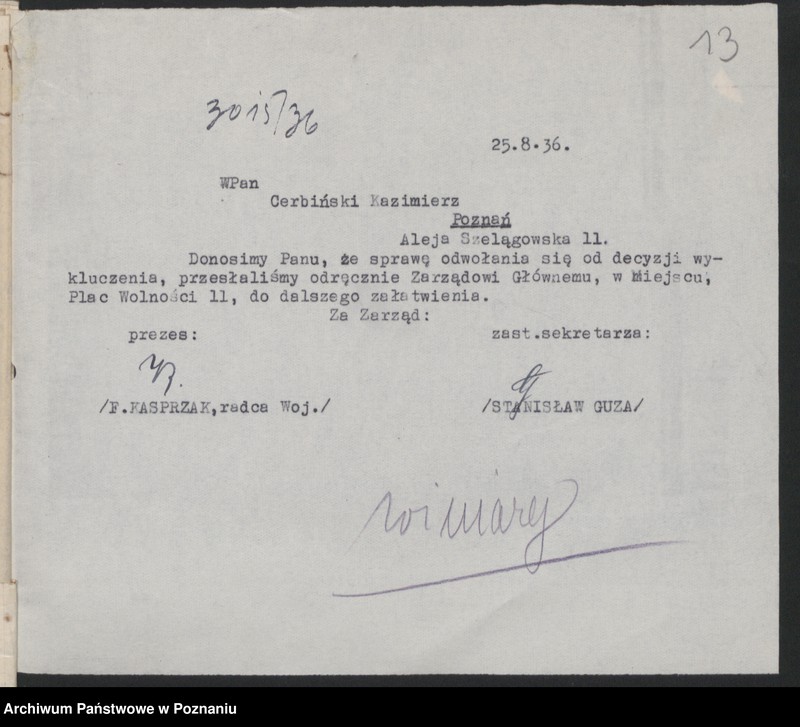 13
3015/36
25.8.36.
WPan
Cerbiński Kazimierz
Poznań
Aleja Szelągowska 11.
Donosimy Panu, że sprawę odwołania się od decyzji wy-
kluczenia, przesłaliśmy odręcznie Zarządowi Głównemu, w Miejscu,
Plac Wolności 11, do dalszego załatwienia.
Za Zarząd:
prezes: zast.sekretarza:
/F.KASPRZAK,radca Woj./ /STANISŁAW GUZA/
winiary
Archiwum Państwowe w Poznaniu